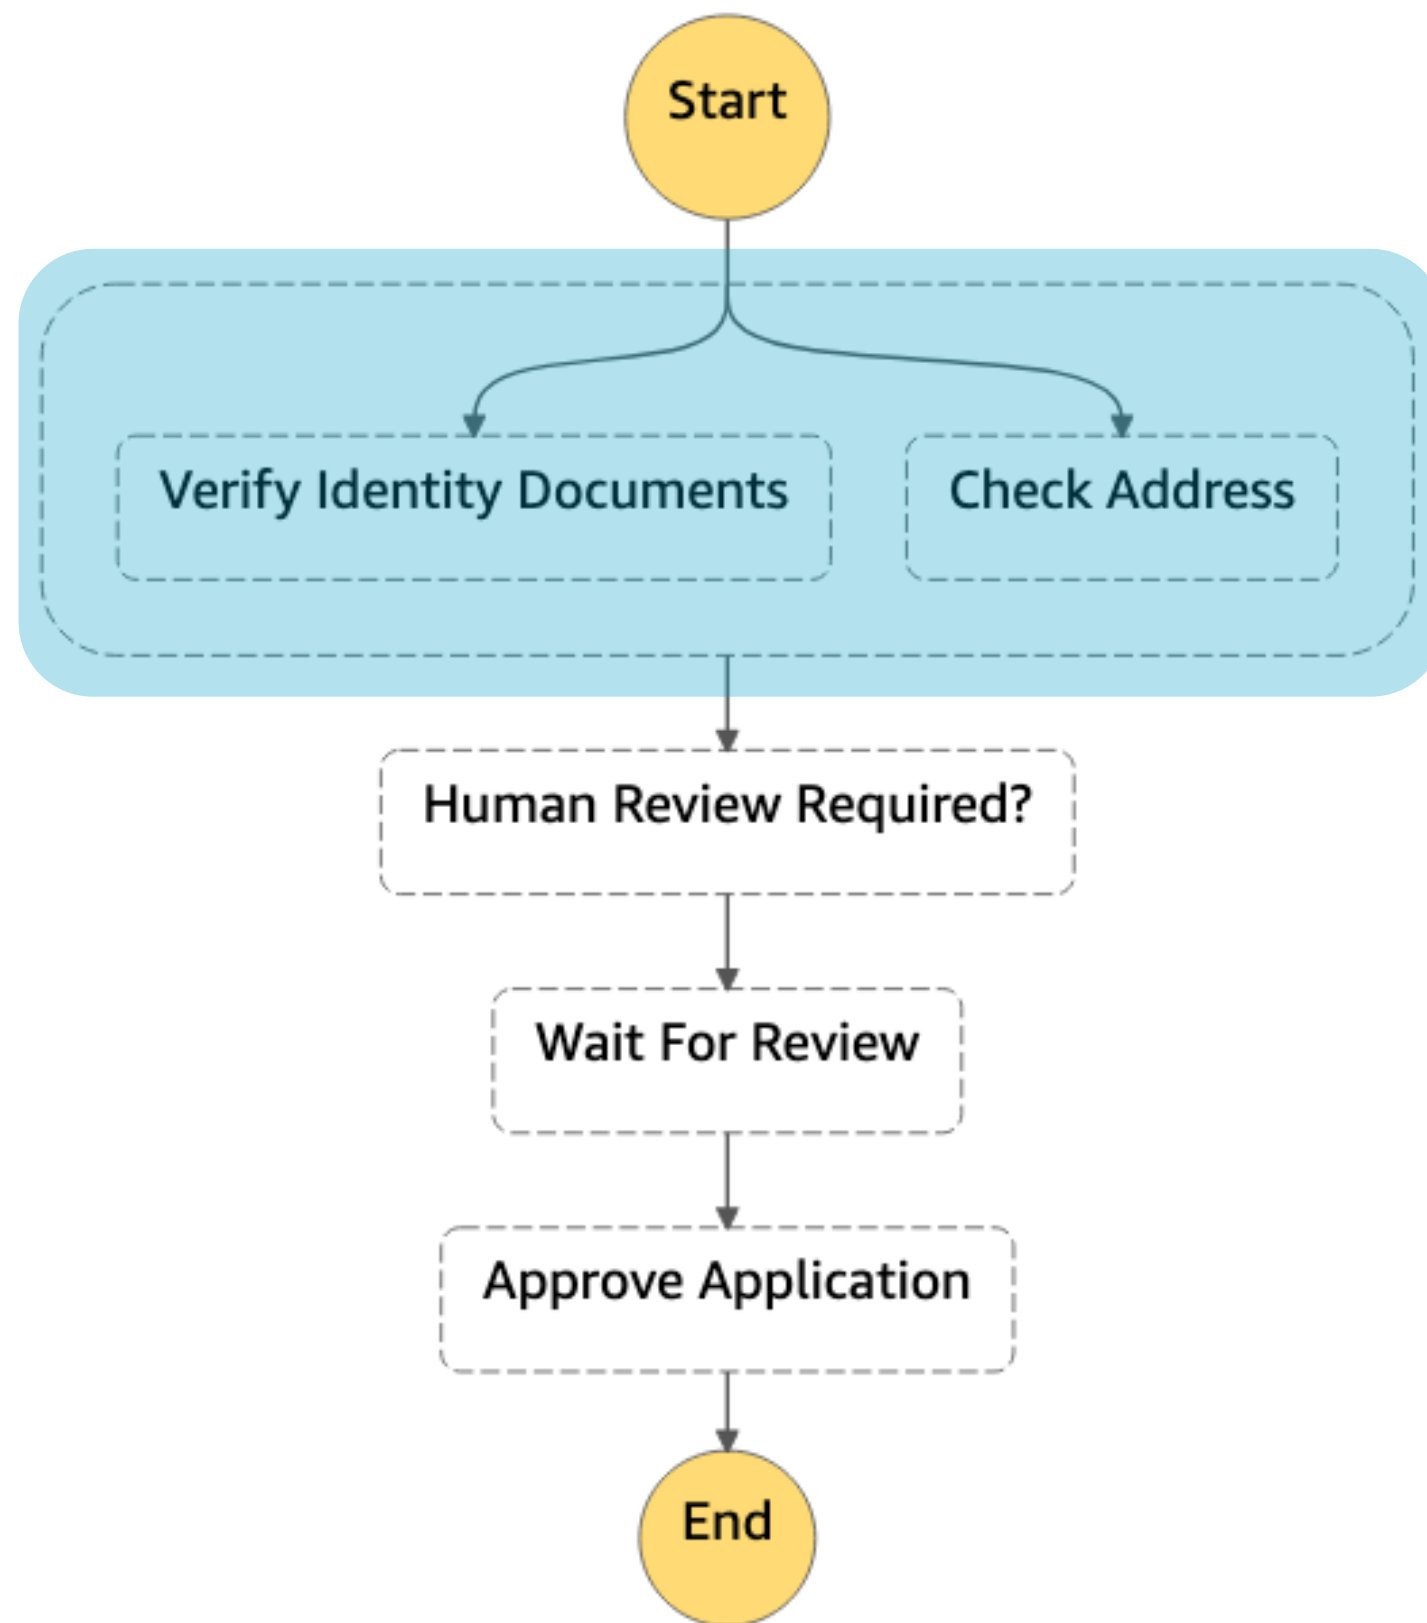 Start
Verify Identity Documents
Check Address
Human Review Required?
Wait For Review
Approve Application
End